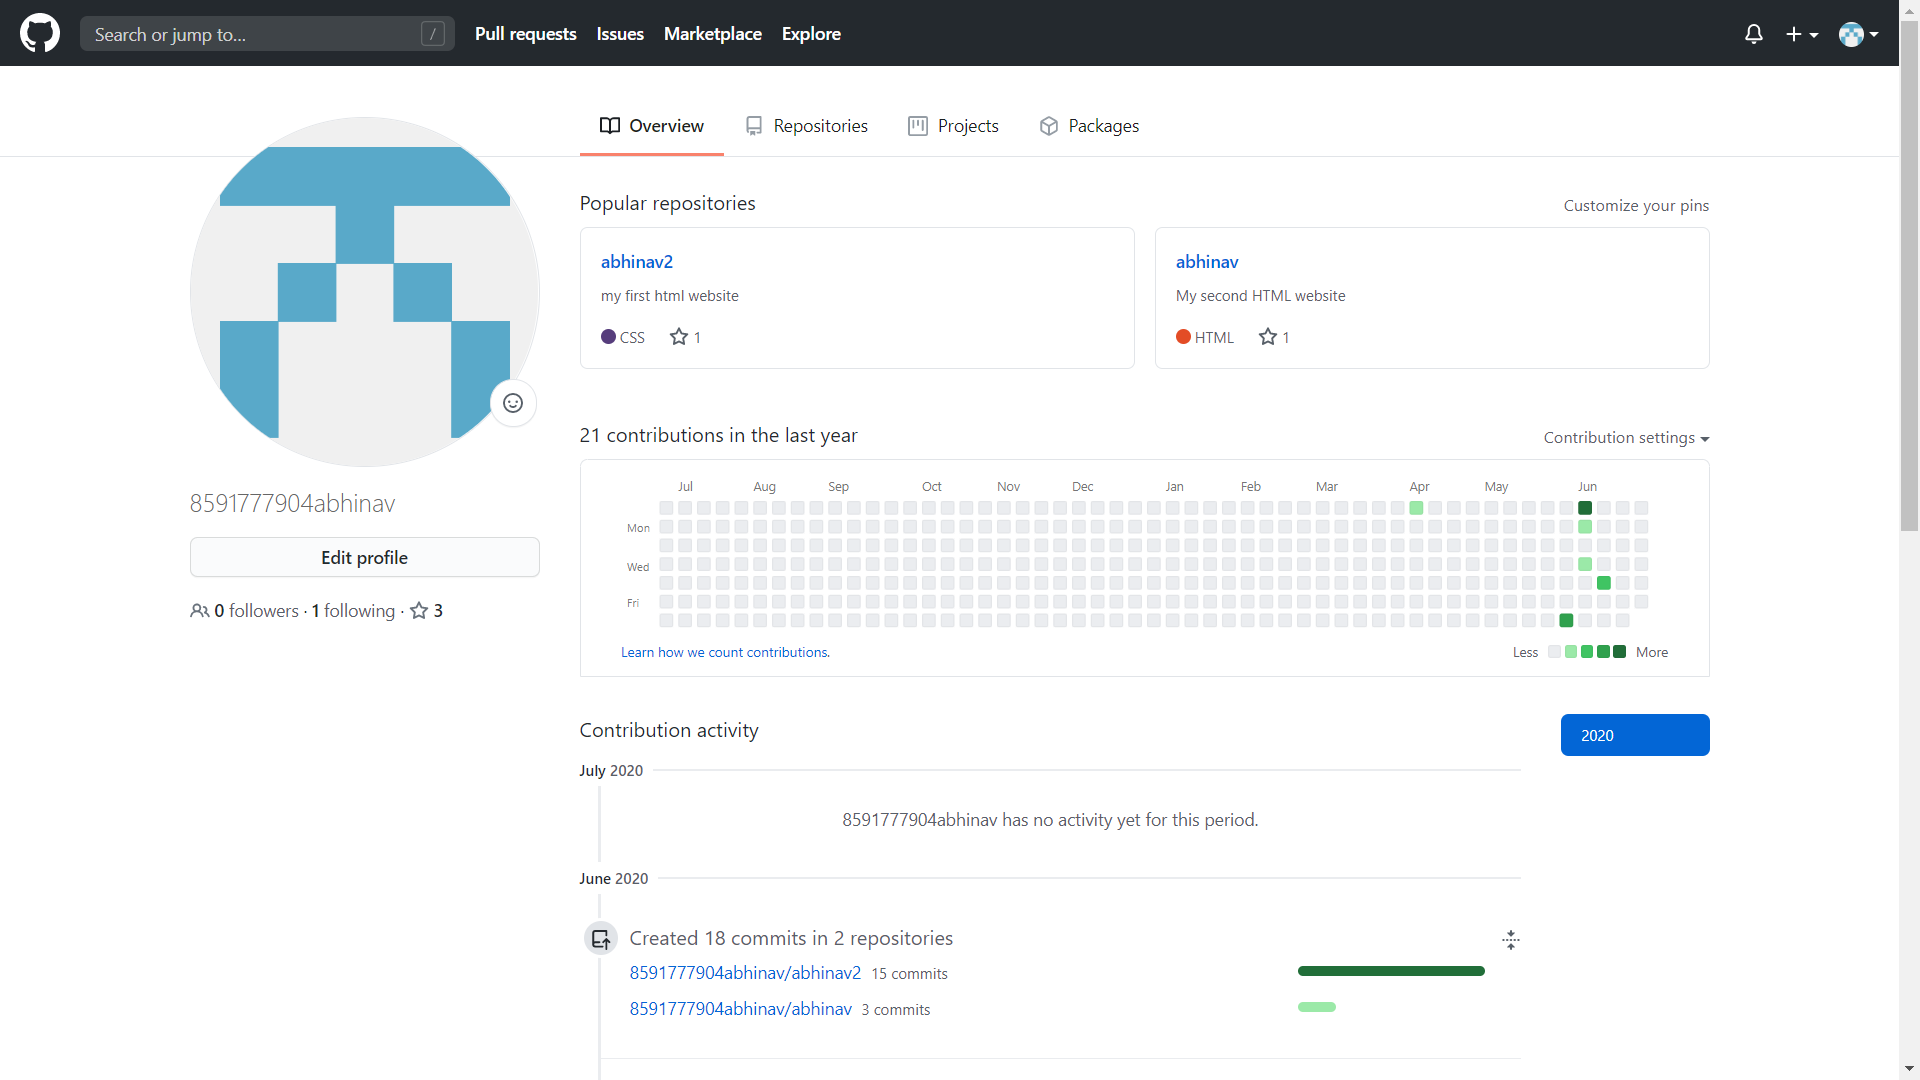 Search or jump to... /
Pull requests Issues Marketplace Explore
Overview Repositories Projects Packages
8591777904abhinav
Edit profile
0 followers · 1 following · 3
Popular repositories
Customize your pins
abhinav2
my first html website
CSS 1
abhinav
My second HTML website
HTML 1
21 contributions in the last year
Contribution settings
Jul Aug Sep Oct Nov Dec Jan Feb Mar Apr May Jun
Mon
Wed
Fri
Learn how we count contributions.
Less More
Contribution activity
2020
July 2020
8591777904abhinav has no activity yet for this period.
June 2020
Created 18 commits in 2 repositories
8591777904abhinav/abhinav2 15 commits
8591777904abhinav/abhinav 3 commits